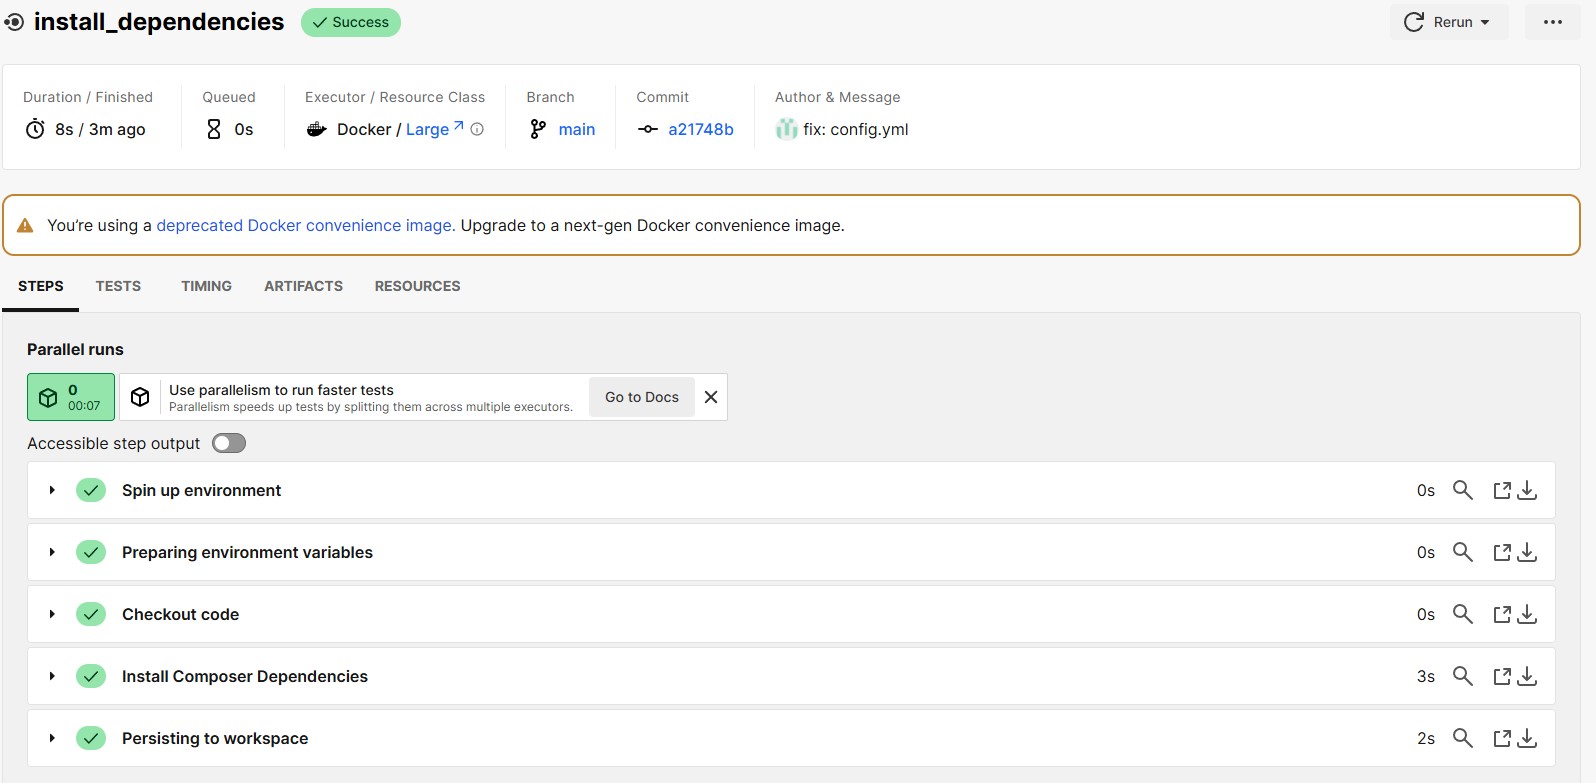 install_dependencies Success Rerun
Duration / Finished Queued Executor / Resource Class Branch Commit Author & Message
8s / 3m ago 0s Docker / Large main a21748b fix: config.yml
You’re using a deprecated Docker convenience image. Upgrade to a next-gen Docker convenience image.
STEPS TESTS TIMING ARTIFACTS RESOURCES
Parallel runs
0
00:07
Use parallelism to run faster tests
Parallelism speeds up tests by splitting them across multiple executors.
Go to Docs
Accessible step output
Spin up environment 0s
Preparing environment variables 0s
Checkout code 0s
Install Composer Dependencies 3s
Persisting to workspace 2s